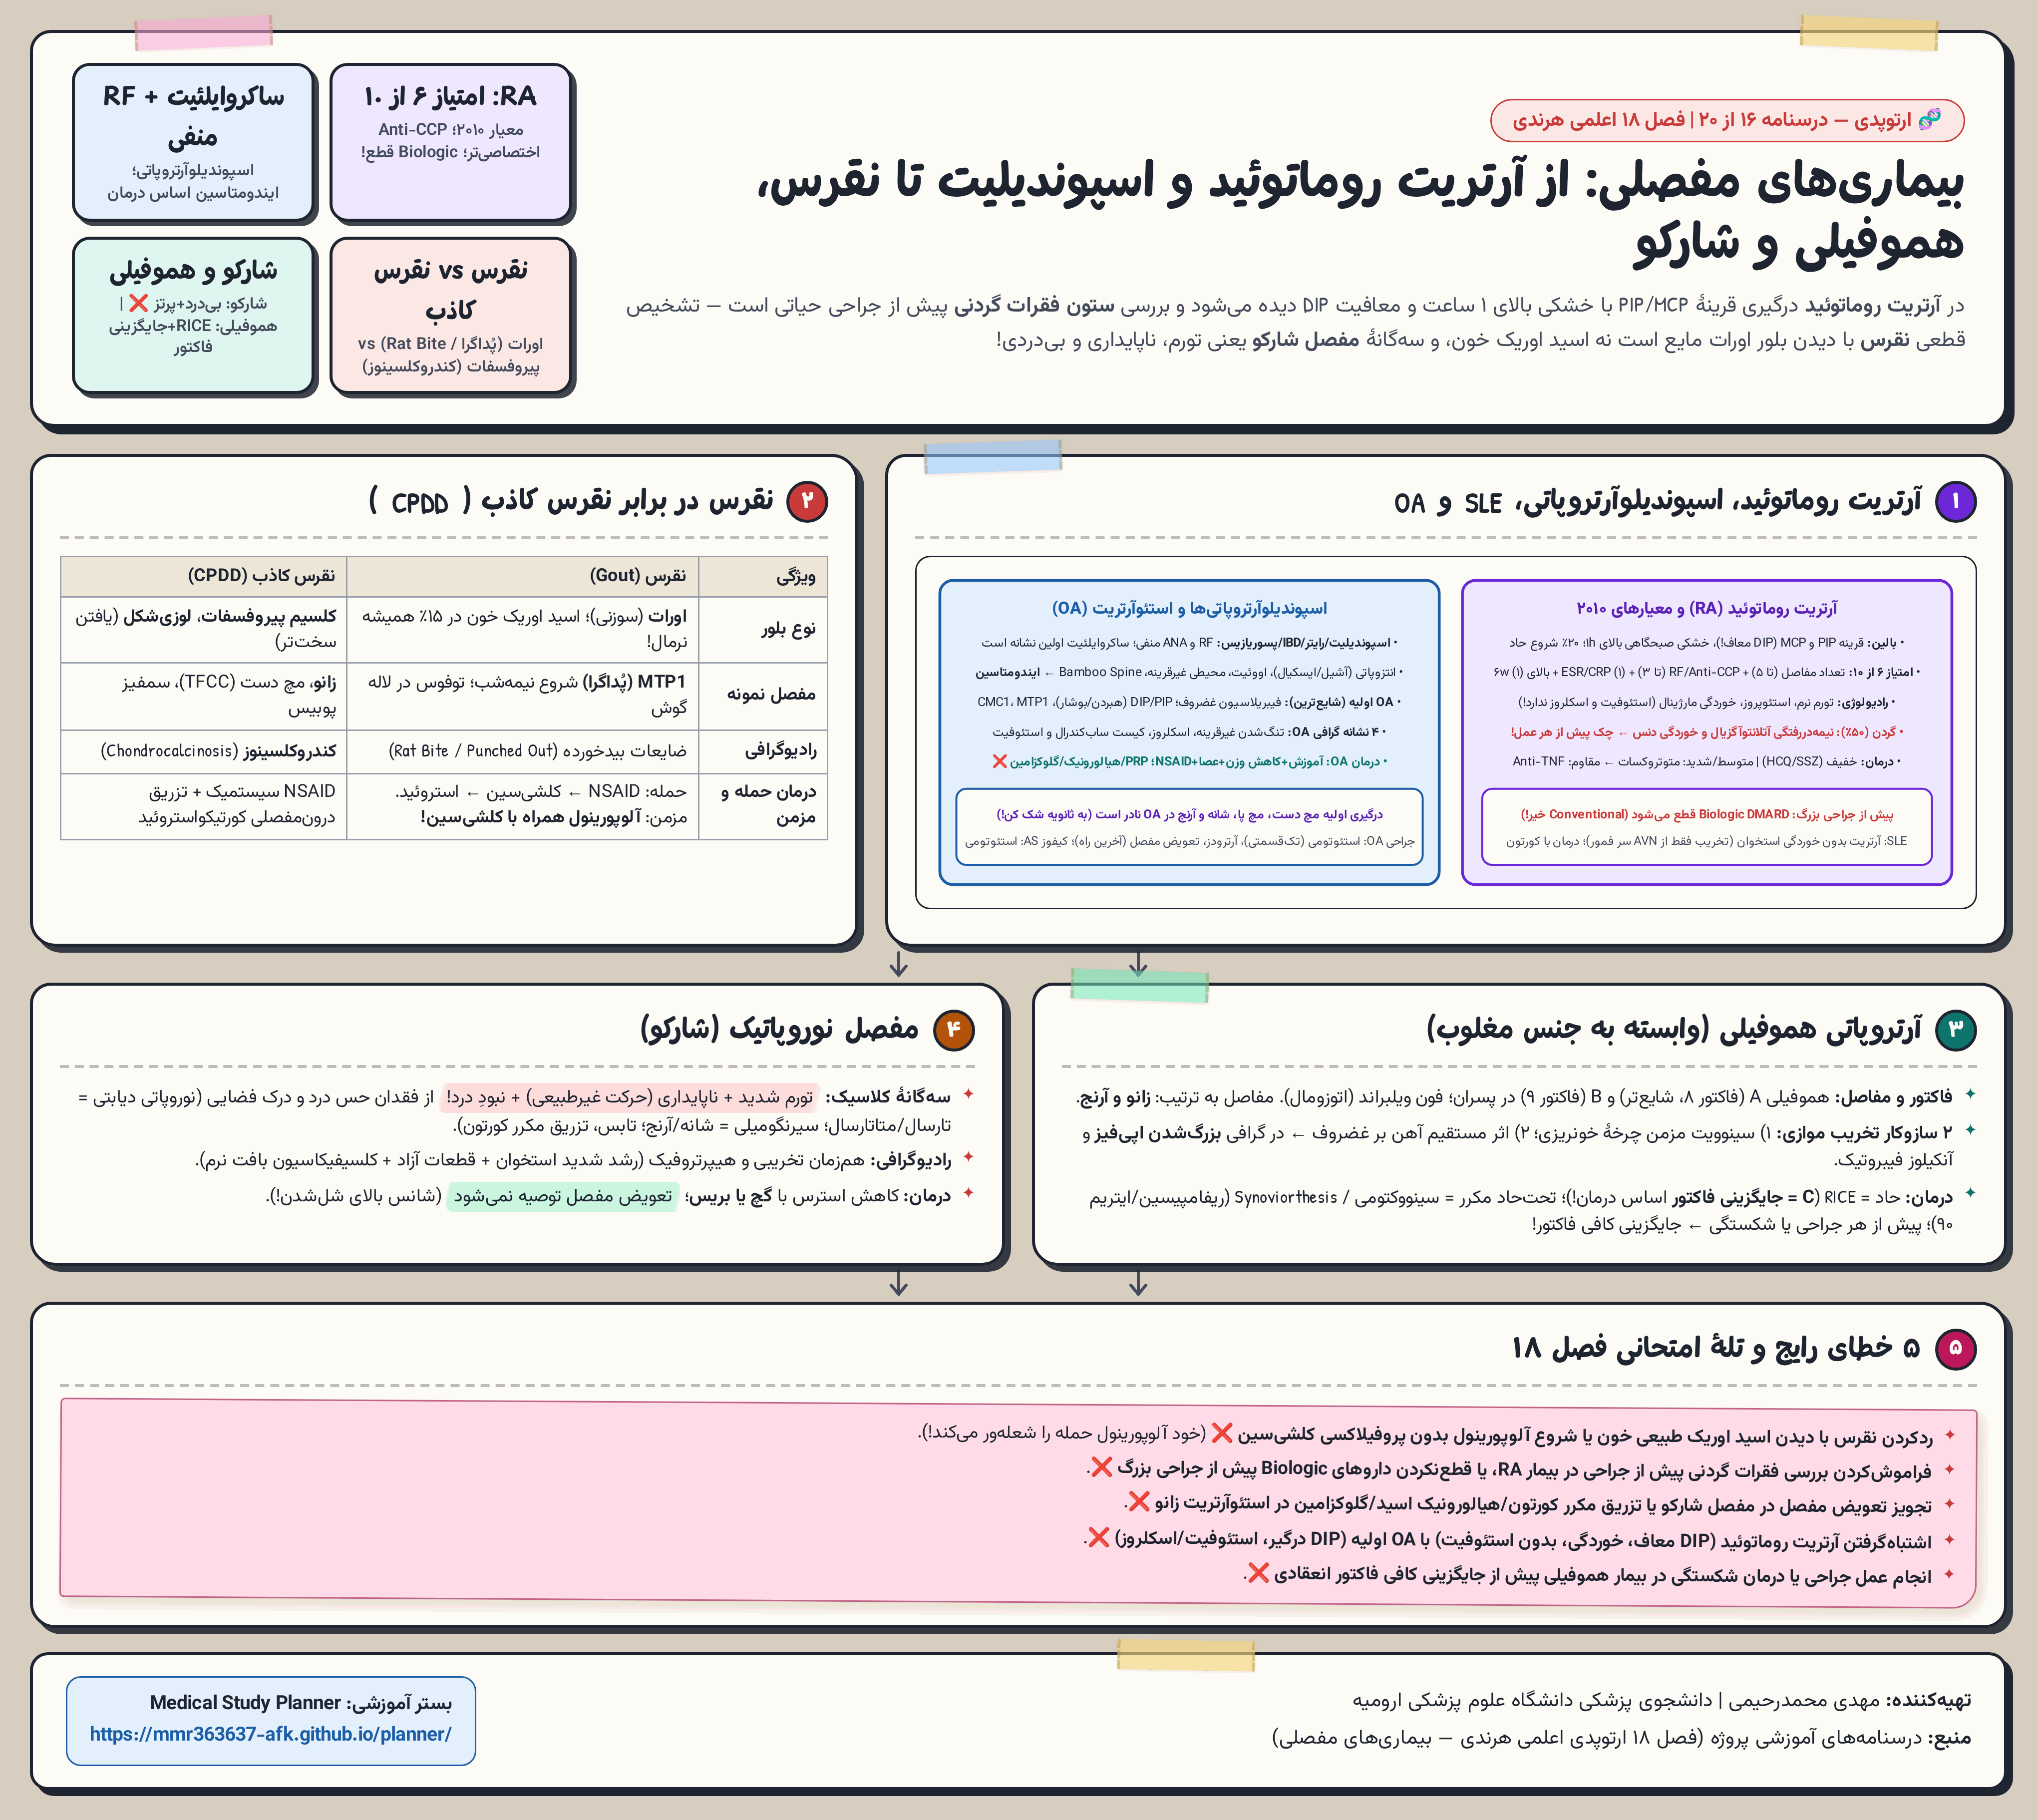 🧬 ارتوپدی – درسنامه ۱۶ از ۲۰ | فصل ۱۸ اعلمی هرندی
بیماری‌های مفصلی: از آرتریت روماتوئید و اسپوندیلیت تا نقرس،
هموفیلی و شارکو
در آرتریت روماتوئید درگیری قرینهٔ PIP/MCP با خشکی بالای ۱ ساعت و معافیت DIP دیده می‌شود و بررسی ستون فقرات گردنی پیش از جراحی حیاتی است – تشخیص
قطعی نقرس با دیدن بلور اورات مایع است نه اسید اوریک خون، و سه‌گانهٔ مفصل شارکو یعنی تورم، ناپایداری و بی‌دردی!
RA: امتیاز ۶ از ۱۰
معیار ۲۰۱۰؛ Anti-CCP
اختصاصی‌تر؛ Biologic قطع!
ساکروایلئیت + RF
منفی
اسپوندیلوآرتروپاتی؛
ایندومتاسین اساس درمان
نقرس vs نقرس
کاذب
اورات (پُداگرا / Rat Bite) vs
پیروفسفات (کندروکلسینوز)
شارکو و هموفیلی
شارکو: بی‌درد+پرتز ❌ |
هموفیلی: RICE+جایگزینی
فاکتور
۱ آرتریت روماتوئید، اسپوندیلوآرتروپاتی، SLE و OA
آرتریت روماتوئید (RA) و معیارهای ۲۰۱۰
• بالین: قرینه PIP و MCP (DIP معاف!)، خشکی صبحگاهی بالای ۱h؛ ۲۰٪ شروع حاد
• امتیاز ۶ از ۱۰: تعداد مفاصل (تا ۵) + RF/Anti-CCP (تا ۳) + ESR/CRP (۱) + بالای ۶w (۱)
• رادیولوژی: تورم نرم، استئوپروز، خوردگی مارژینال (استئوفیت و اسکلروز ندارد!)
• گردن (۵۰٪): نیمه‌دررفتگی آتلانتوآگزیال و خوردگی دنس ← چک پیش از هر عمل!
• درمان: خفیف (HCQ/SSZ) | متوسط/شدید: متوتروکسات ← مقاوم: Anti-TNF
پیش از جراحی بزرگ: Biologic DMARD قطع می‌شود (Conventional خیر!)
SLE: آرتریت بدون خوردگی استخوان (تخریب فقط از AVN سر فمور)؛ درمان با کورتون
اسپوندیلوآرتروپاتی‌ها و استئوآرتریت (OA)
• اسپوندیلیت/رایتر/IBD/پسوریازیس: RF و ANA منفی؛ ساکروایلئیت اولین نشانه است
• انتزوپاتی (آشیل/ایسکیال)، اووئیت، محیطی غیرقرینه، Bamboo Spine ← ایندومتاسین
• OA اولیه (شایع‌ترین): فیبریلاسیون غضروف؛ DIP/PIP (هبردن/بوشار)، CMC1، MTP1
• ۴ نشانه گرافی OA: تنگ‌شدن غیرقرینه، اسکلروز، کیست ساب‌کندرال و استئوفیت
• درمان OA: آموزش+کاهش وزن+عصا+NSAID؛ PRP/هیالورونیک/گلوکزامین ❌
درگیری اولیه مچ دست، مچ پا، شانه و آرنج در OA نادر است (به ثانویه شک کن!)
جراحی OA: استئوتومی (تک‌قسمتی)، آرترودز، تعویض مفصل (آخرین راه)؛ کیفوز AS: استئوتومی
۲ نقرس در برابر نقرس کاذب ( CPDD )
ویژگی نقرس (Gout) نقرس کاذب (CPDD)
نوع بلور
اورات (سوزنی)؛ اسید اوریک خون در ۱۵٪ همیشه
نرمال!
کلسیم پیروفسفات، لوزی‌شکل (یافتن
سخت‌تر)
مفصل نمونه
MTP1 (پُداگرا) شروع نیمه‌شب؛ توفوس در لاله
گوش
زانو، مچ دست (TFCC)، سمفیز
پوبیس
رادیوگرافی ضایعات بیدخورده (Rat Bite / Punched Out) کندروکلسینوز (Chondrocalcinosis)
درمان حمله و
مزمن
حمله: NSAID ← کلشی‌سین ← استروئید.
مزمن: آلوپورینول همراه با کلشی‌سین!
NSAID سیستمیک + تزریق
درون‌مفصلی کورتیکواستروئید
۳ آرتروپاتی هموفیلی (وابسته به جنس مغلوب)
✦ فاکتور و مفاصل: هموفیلی A (فاکتور ۸، شایع‌تر) و B (فاکتور ۹) در پسران؛ فون ویلبراند (اتوزومال). مفاصل به ترتیب: زانو و آرنج.
✦ ۲ سازوکار تخریب موازی: ۱) سینوویت مزمن چرخهٔ خونریزی؛ ۲) اثر مستقیم آهن بر غضروف ← در گرافی بزرگ‌شدن اپی‌فیز و
آنکیلوز فیبروتیک.
✦ درمان: حاد = RICE (C = جایگزینی فاکتور اساس درمان!)؛ تحت‌حاد مکرر = سینووکتومی / Synoviorthesis (ریفامپیسین/ایتریم
۹۰)؛ پیش از هر جراحی یا شکستگی ← جایگزینی کافی فاکتور!
۴ مفصل نوروپاتیک (شارکو)
✦ سه‌گانهٔ کلاسیک: تورم شدید + ناپایداری (حرکت غیرطبیعی) + نبودِ درد! از فقدان حس درد و درک فضایی (نوروپاتی دیابتی =
تارسال/متاتارسال؛ سیرنگومیلی = شانه/آرنج؛ تابس، تزریق مکرر کورتون).
✦ رادیوگرافی: هم‌زمان تخریبی و هیپرتروفیک (رشد شدید استخوان + قطعات آزاد + کلسیفیکاسیون بافت نرم).
✦ درمان: کاهش استرس با گچ یا بریس؛ تعویض مفصل توصیه نمی‌شود (شانس بالای شل‌شدن!).
۵ ۵ خطای رایج و تلهٔ امتحانی فصل ۱۸
✦ ردکردن نقرس با دیدن اسید اوریک طبیعی خون یا شروع آلوپورینول بدون پروفیلاکسی کلشی‌سین ❌ (خود آلوپورینول حمله را شعله‌ور می‌کند!).
✦ فراموش‌کردن بررسی فقرات گردنی پیش از جراحی در بیمار RA، یا قطع‌نکردن داروهای Biologic پیش از جراحی بزرگ ❌.
✦ تجویز تعویض مفصل در مفصل شارکو یا تزریق مکرر کورتون/هیالورونیک اسید/گلوکزامین در استئوآرتریت زانو ❌.
✦ اشتباه‌گرفتن آرتریت روماتوئید (DIP معاف، خوردگی، بدون استئوفیت) با OA اولیه (DIP درگیر، استئوفیت/اسکلروز) ❌.
✦ انجام عمل جراحی یا درمان شکستگی در بیمار هموفیلی پیش از جایگزینی کافی فاکتور انعقادی ❌.
تهیه‌کننده: مهدی محمدرحیمی | دانشجوی پزشکی دانشگاه علوم پزشکی ارومیه
منبع: درسنامه‌های آموزشی پروژه (فصل ۱۸ ارتوپدی اعلمی هرندی – بیماری‌های مفصلی)
بستر آموزشی: Medical Study Planner
https://mmr363637-afk.github.io/planner/